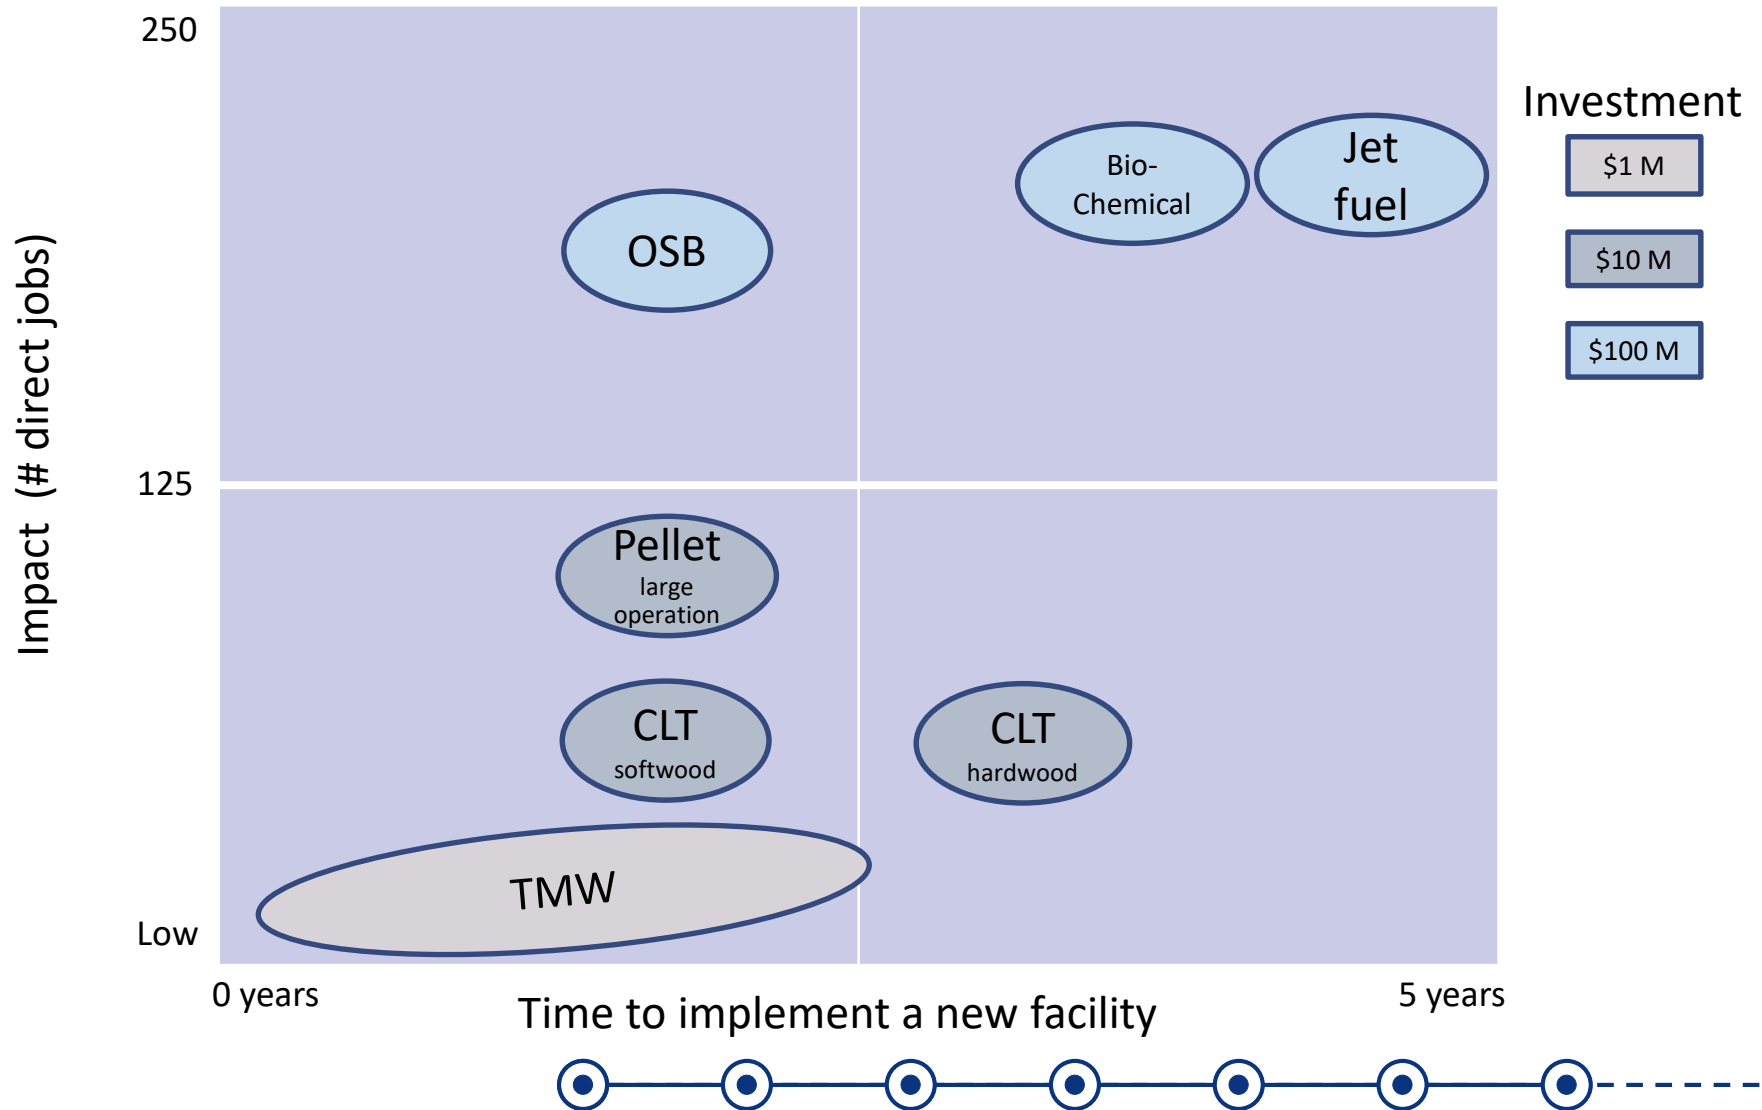 250
Investment
$1 M
$10 M
$100 M
Jet
fuel
Bio-
Chemical
OSB
Impact (# direct jobs)
125
Pellet
large
operation
CLT
softwood
CLT
hardwood
TMW
Low
0 years
5 years
Time to implement a new facility